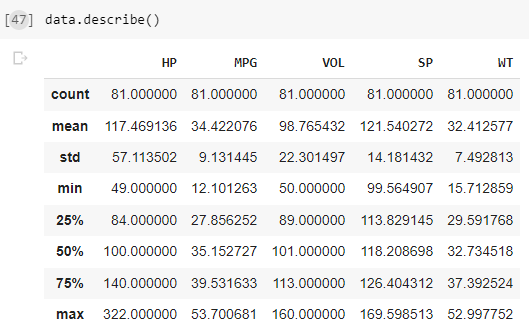 [47] data.describe()
HP MPG VOL SP WT
count 81.000000 81.000000 81.000000 81.000000 81.000000
mean 117.469136 34.422076 98.765432 121.540272 32.412577
std 57.113502 9.131445 22.301497 14.181432 7.492813
min 49.000000 12.101263 50.000000 99.564907 15.712859
25% 84.000000 27.856252 89.000000 113.829145 29.591768
50% 100.000000 35.152727 101.000000 118.208698 32.734518
75% 140.000000 39.531633 113.000000 126.404312 37.392524
max 322.000000 53.700681 160.000000 169.598513 52.997752